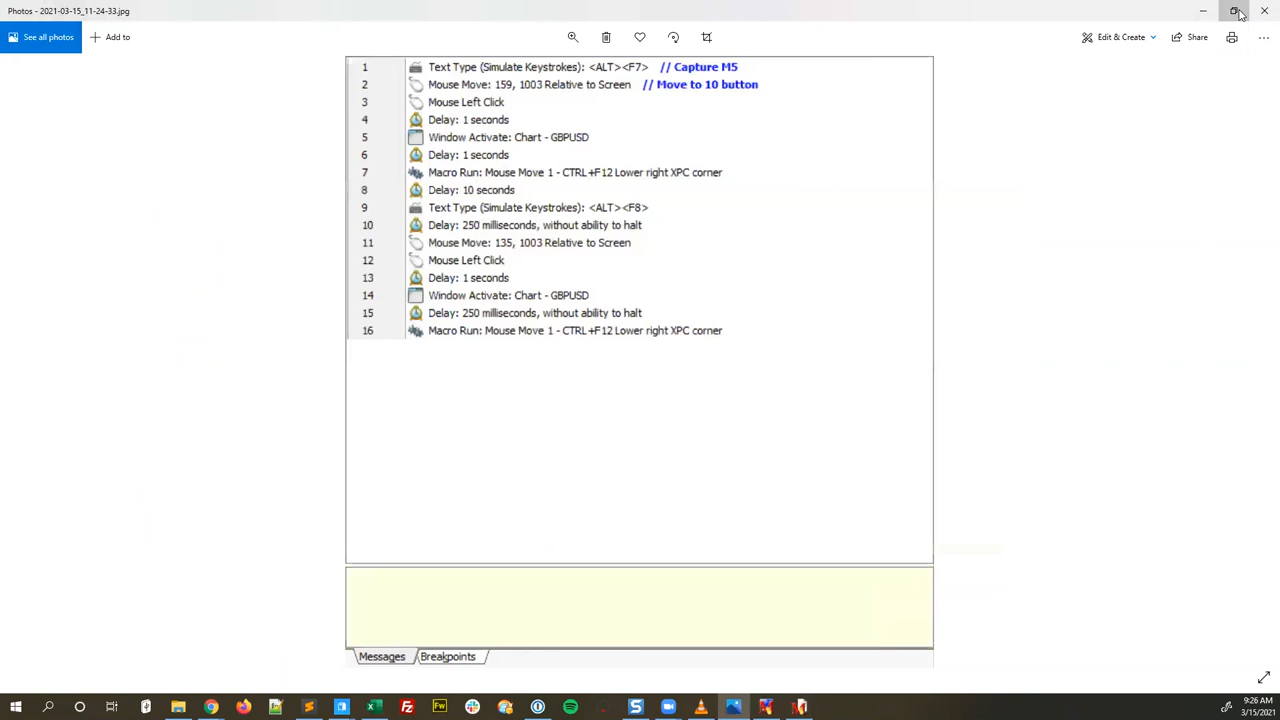 Photos - 2021-03-15_11-24-33.jpg
See all photos
Add to
Edit & Create
Share
1 Text Type (Simulate Keystrokes): <ALT><F7> // Capture M5
2 Mouse Move: 159, 1003 Relative to Screen // Move to 10 button
3 Mouse Left Click
4 Delay: 1 seconds
5 Window Activate: Chart - GBPUSD
6 Delay: 1 seconds
7 Macro Run: Mouse Move 1 - CTRL+F12 Lower right XPC corner
8 Delay: 10 seconds
9 Text Type (Simulate Keystrokes): <ALT><F8>
10 Delay: 250 milliseconds, without ability to halt
11 Mouse Move: 135, 1003 Relative to Screen
12 Mouse Left Click
13 Delay: 1 seconds
14 Window Activate: Chart - GBPUSD
15 Delay: 250 milliseconds, without ability to halt
16 Macro Run: Mouse Move 1 - CTRL+F12 Lower right XPC corner
Messages Breakpoints
Fw
9:26 AM
3/15/2021